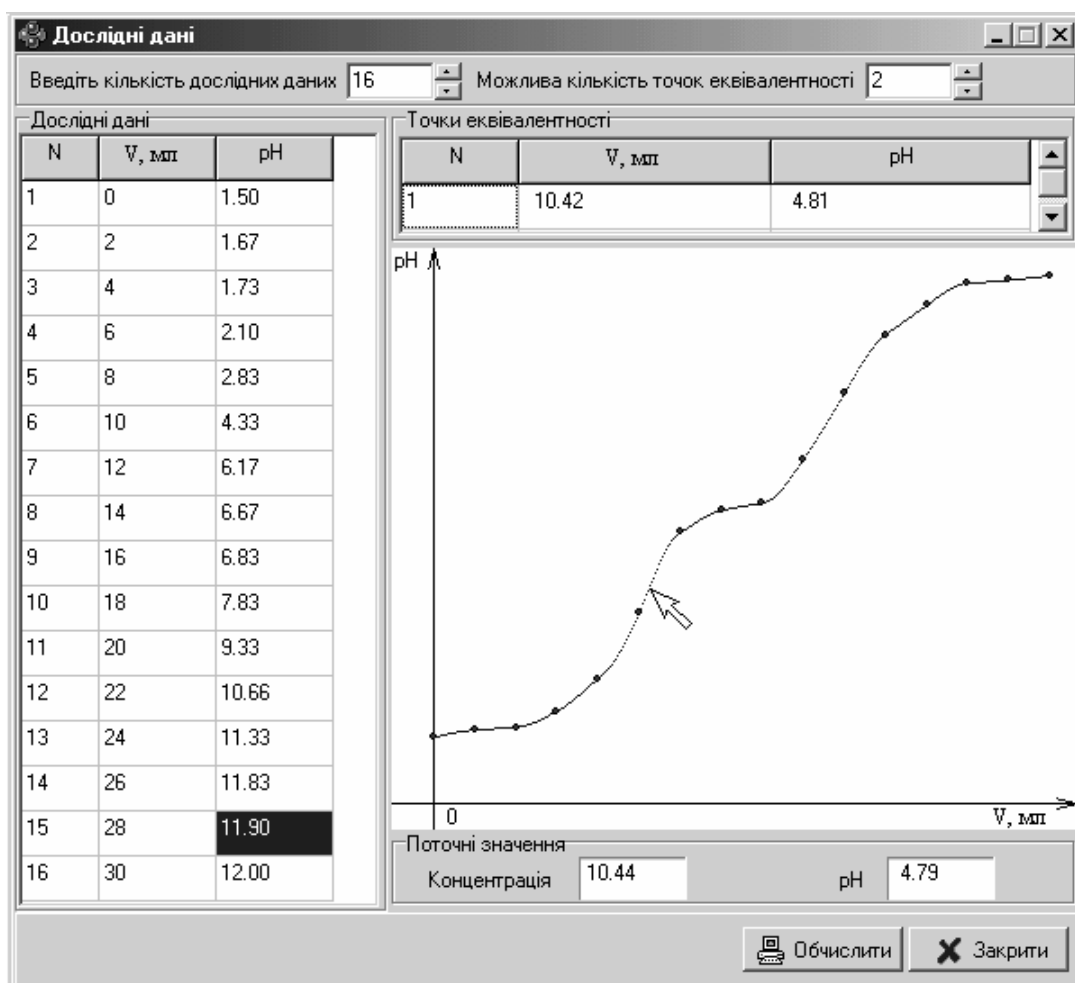 Дослідні дані
Введіть кількість дослідних даних 16 Можлива кількість точок еквівалентності 2
Дослідні дані
N V, мл pH
1 0 1.50
2 2 1.67
3 4 1.73
4 6 2.10
5 8 2.83
6 10 4.33
7 12 6.17
8 14 6.67
9 16 6.83
10 18 7.83
11 20 9.33
12 22 10.66
13 24 11.33
14 26 11.83
15 28 11.90
16 30 12.00
Точки еквівалентності
N V, мл pH
1 10.42 4.81
pH
0 V, мл
Поточні значення
Концентрація 10.44 pH 4.79
Обчислити Закрити